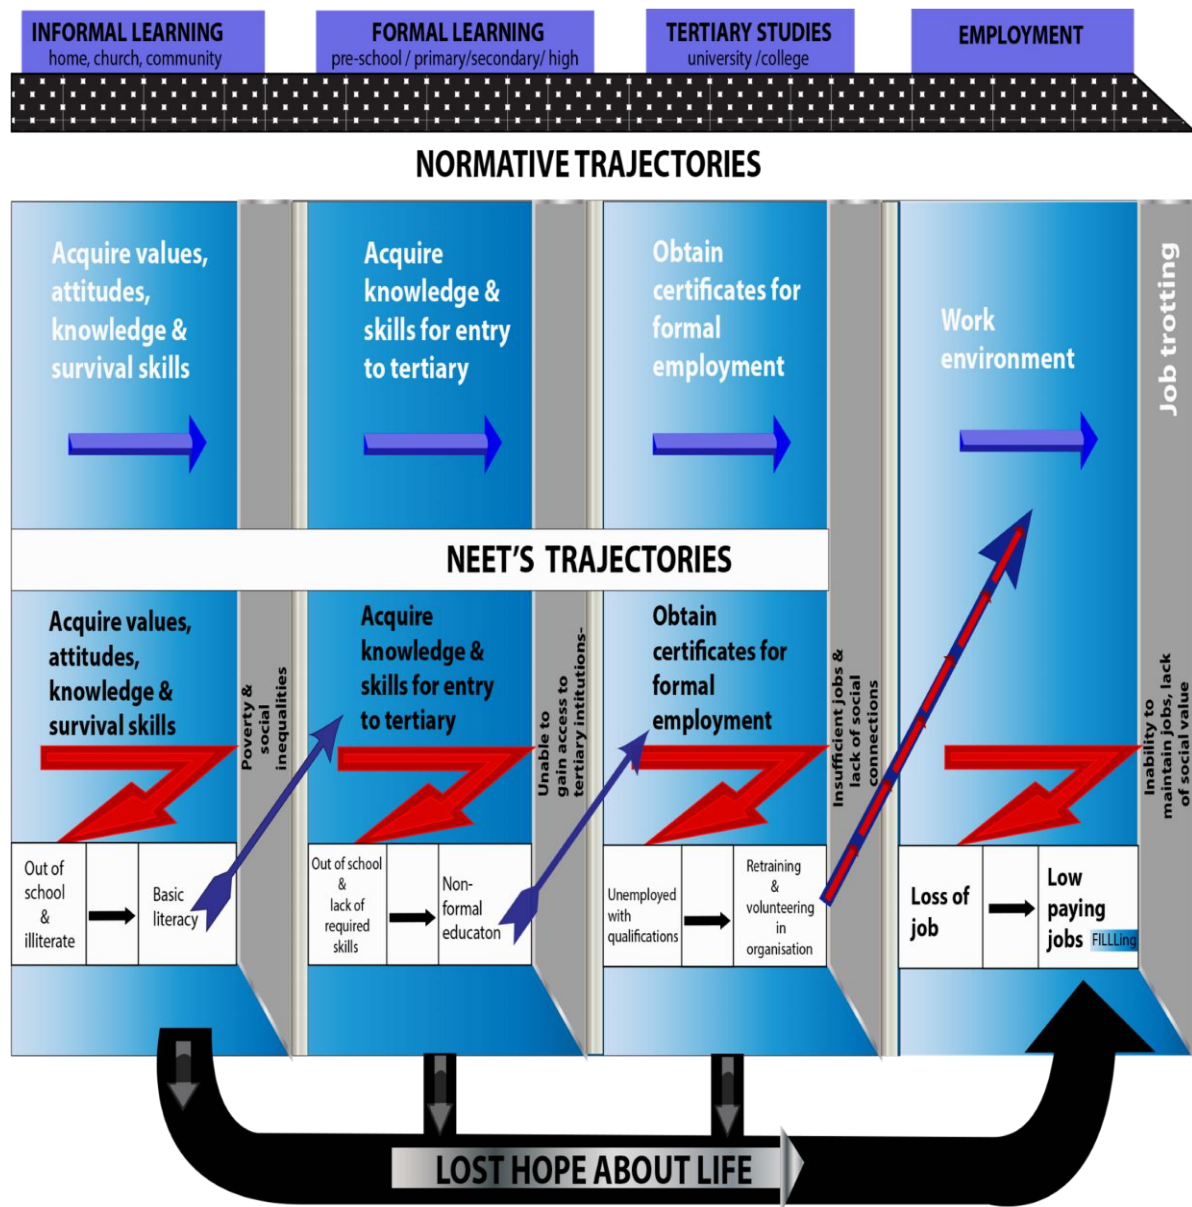 INFORMAL LEARNING
home, church, community
FORMAL LEARNING
pre-school / primary/secondary/ high
TERTIARY STUDIES
university /college
EMPLOYMENT
NORMATIVE TRAJECTORIES
Acquire values,
attitudes,
knowledge &
survival skills
Acquire
knowledge &
skills for entry
to tertiary
Obtain
certificates for
formal
employment
Work
environment
Job trotting
NEET'S TRAJECTORIES
Acquire values,
attitudes,
knowledge &
survival skills
Poverty &
social
inequalities
Acquire
knowledge &
skills for entry
to tertiary
Unable to
gain access to
tertiary intitutions-
Obtain
certificates for
formal
employment
Insufficient jobs &
lack of social
connections
Inability to
maintain jobs, lack
of social value
Out of
school
&
illiterate
Basic
literacy
Out of school
&
lack of
required
skills
Non-
formal
educaton
Unemployed
with
qualifications
Retraining
&
volunteering
in
organisation
Loss of
job
Low
paying
jobs
FILLLing
LOST HOPE ABOUT LIFE